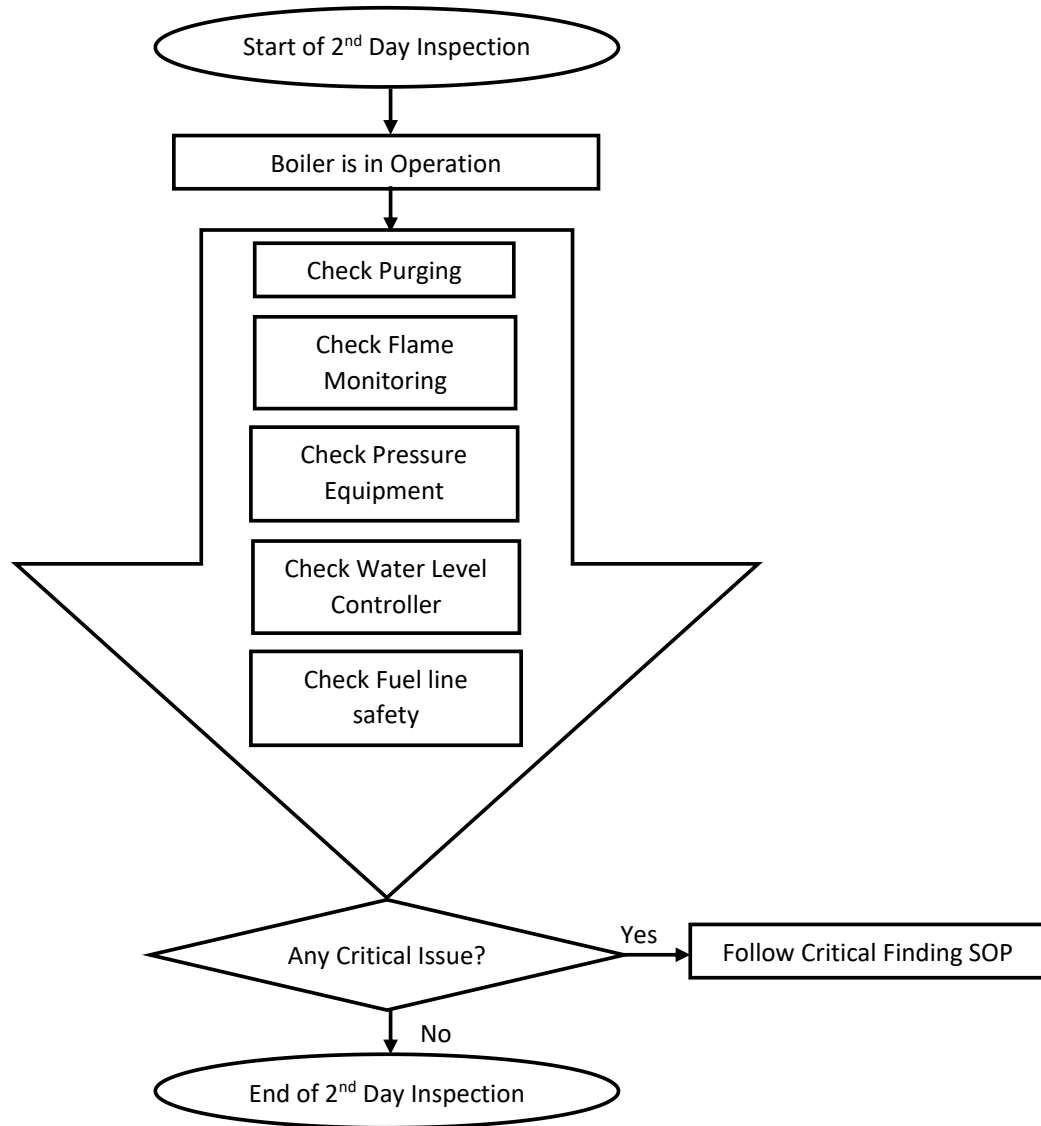 Start of 2nd Day Inspection
Boiler is in Operation
Check Purging
Check Flame
Monitoring
Check Pressure
Equipment
Check Water Level
Controller
Check Fuel line
safety
Any Critical Issue?
Yes
Follow Critical Finding SOP
No
End of 2nd Day Inspection